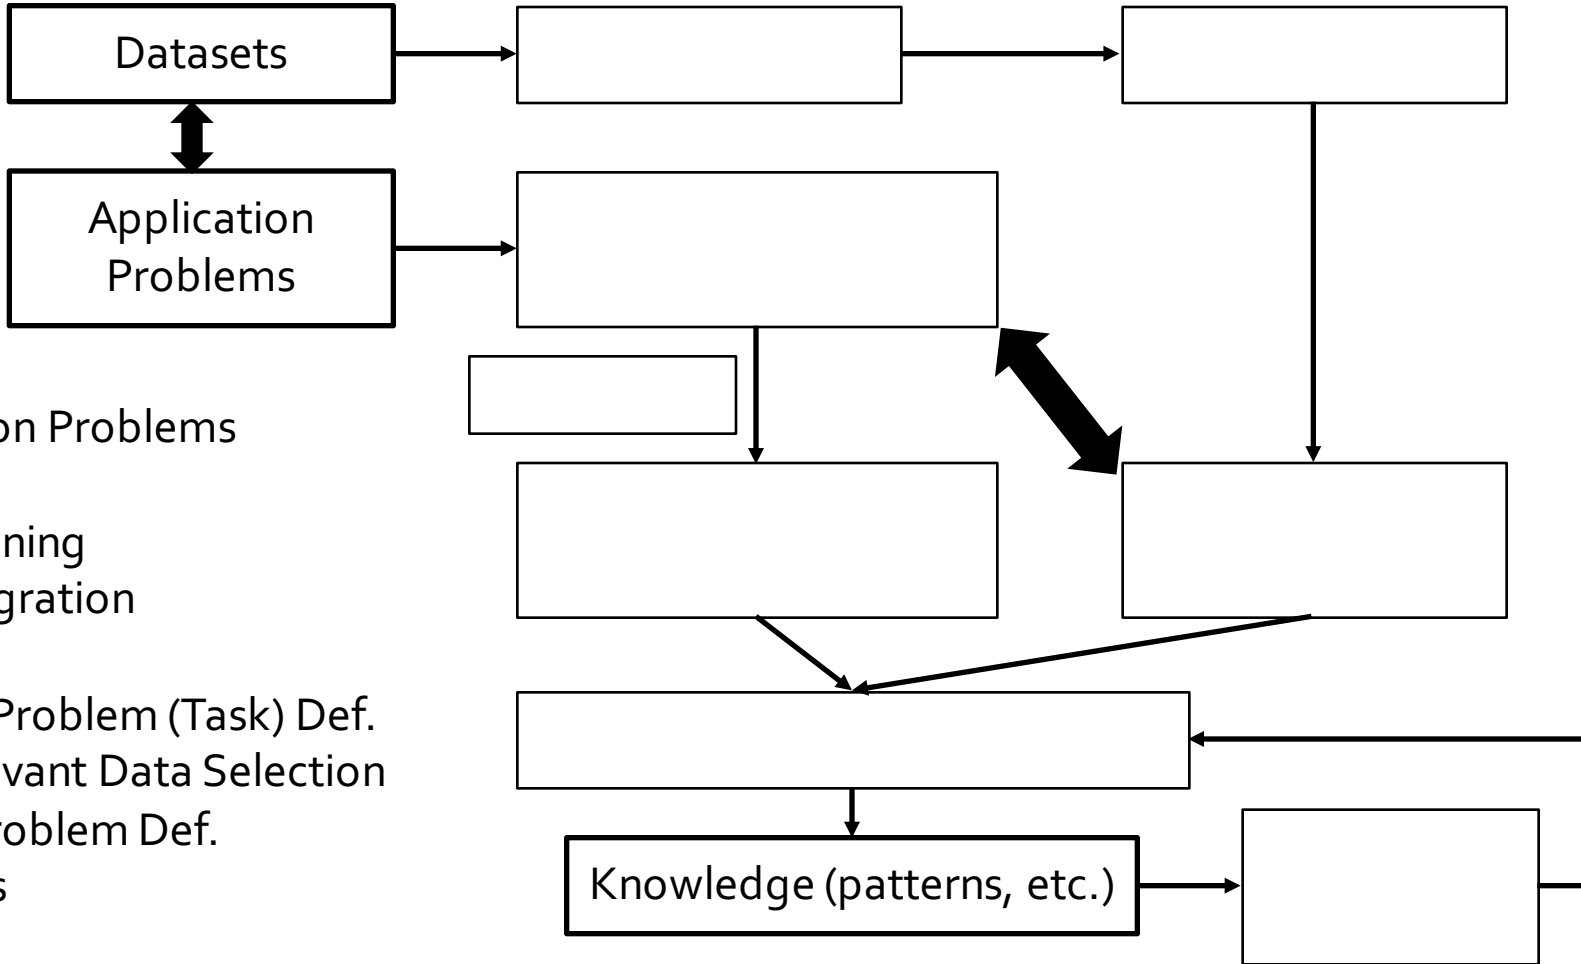 Datasets
Application
Problems
on Problems
ning
gration
Problem (Task) Def.
vant Data Selection
roblem Def.
s
Knowledge (patterns, etc.)